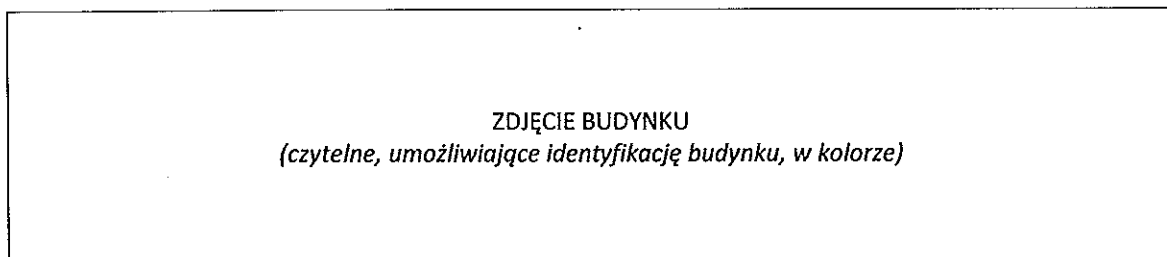 ZDJĘCIE BUDYNKU
(czytelne, umożliwiające identyfikację budynku, w kolorze)